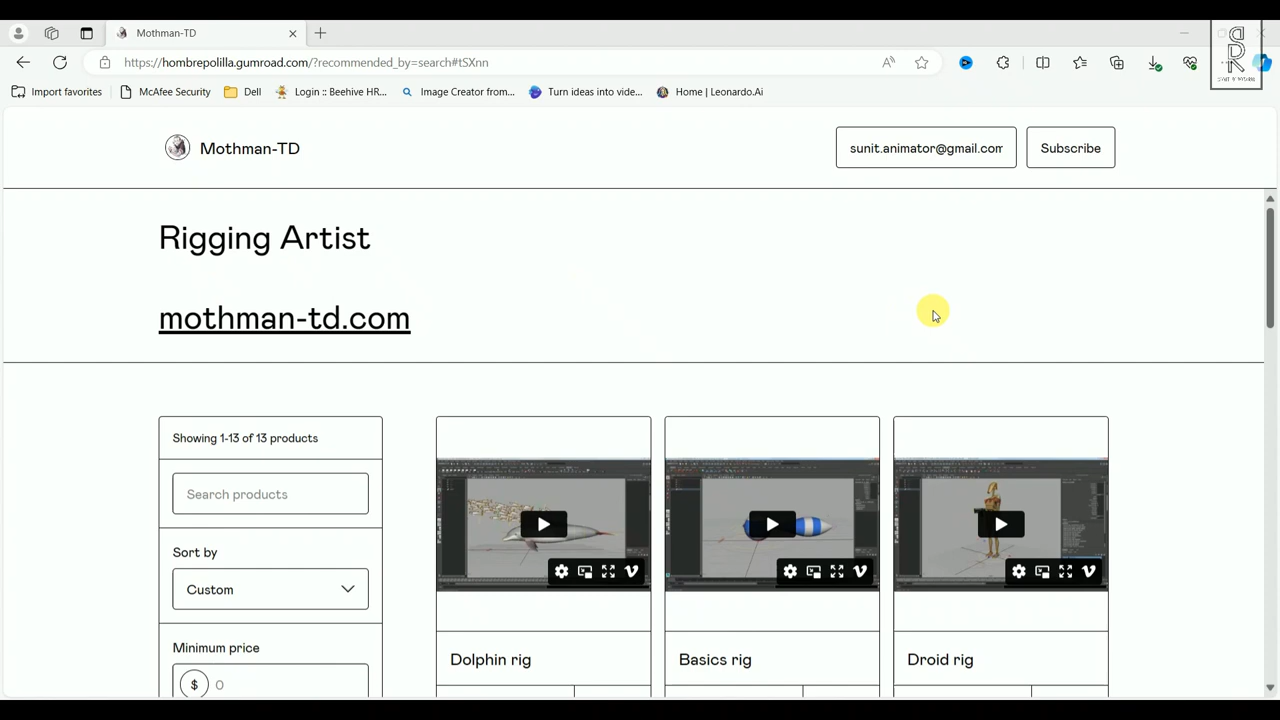 Mothman-TD
https://hombrepolilla.gumroad.com/?recommended_by=search#tSXnn
Import favorites
McAfee Security
Dell
Login :: Beehive HR...
Image Creator from...
Turn ideas into vide...
Home | Leonardo.Ai
Mothman-TD
sunit.animator@gmail.com
Subscribe
Rigging Artist
mothman-td.com
Showing 1-13 of 13 products
Search products
Sort by
Custom
Minimum price
$ 0
Dolphin rig
Basics rig
Droid rig